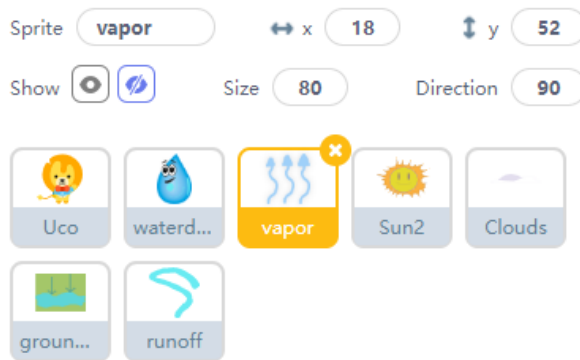 Sprite vapor x 18 y 52
Show Size 80 Direction 90
Uco waterd... vapor Sun2 Clouds
groun... runoff